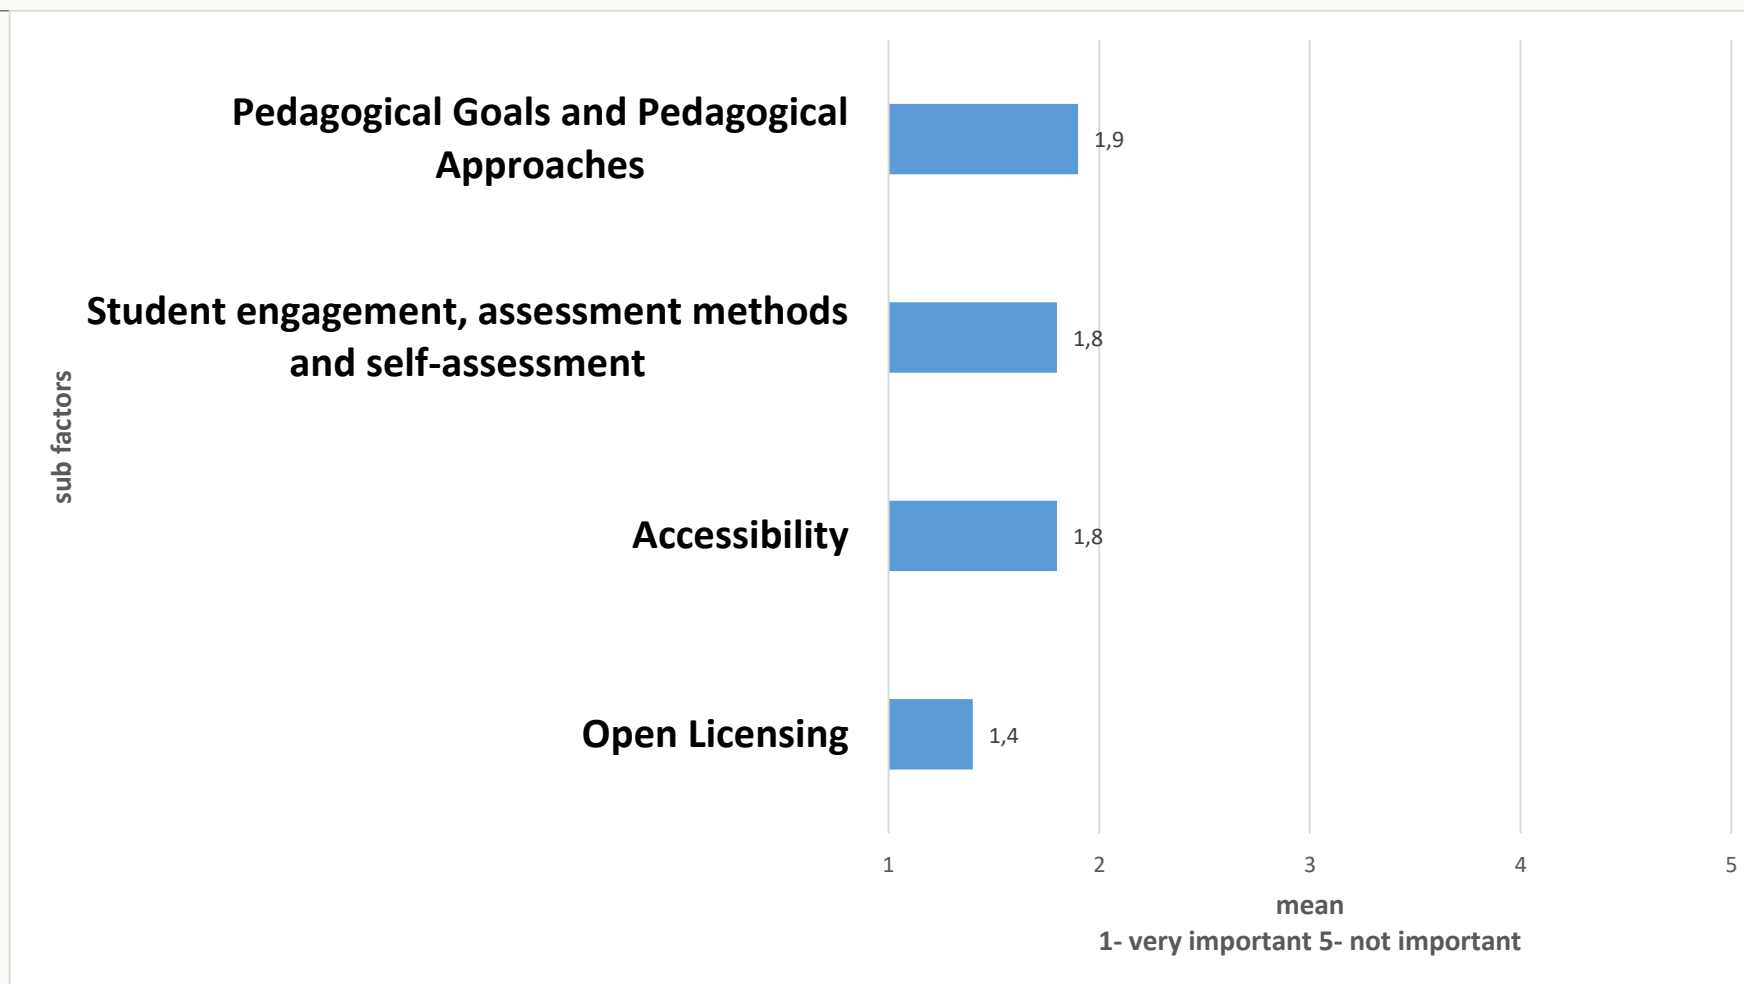 Pedagogical Goals and Pedagogical
Approaches
1,9
Student engagement, assessment methods
and self-assessment
1,8
sub factors
Accessibility
1,8
Open Licensing
1,4
1 2 3 4 5
mean
1- very important 5- not important